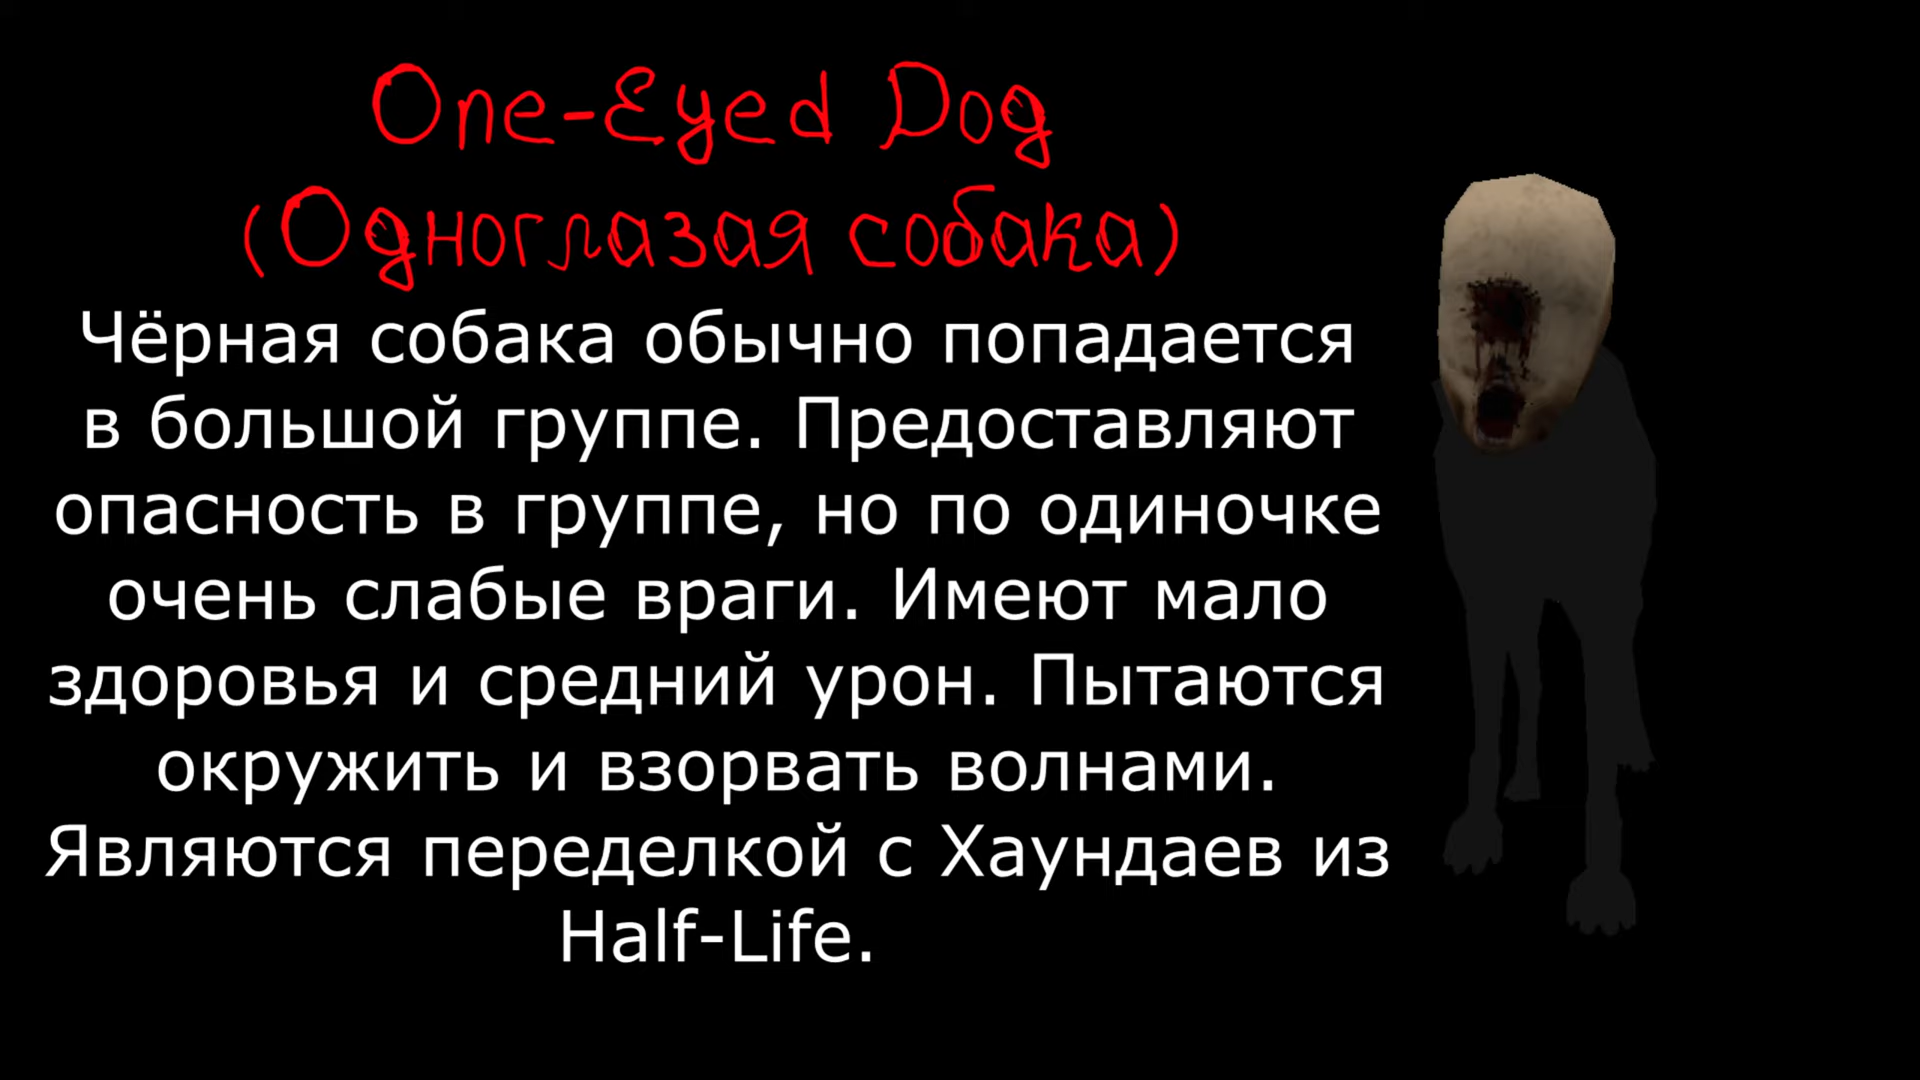 One-Eyed Dog
(Одноглазая собака)
Чёрная собака обычно попадается
в большой группе. Предоставляют
опасность в группе, но по одиночке
очень слабые враги. Имеют мало
здоровья и средний урон. Пытаются
окружить и взорвать волнами.
Являются переделкой с Хаундаев из
Half-Life.